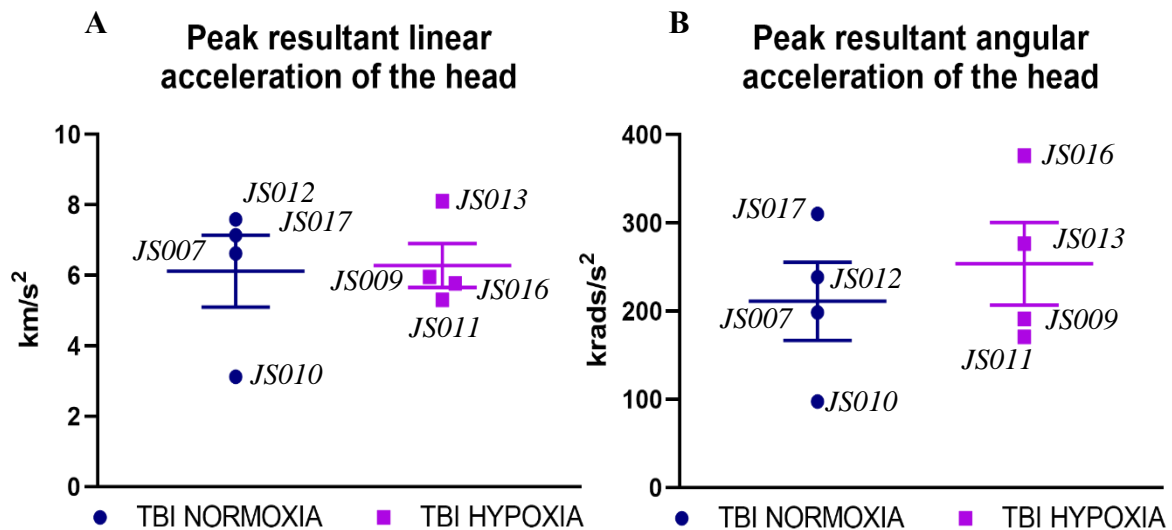 A
Peak resultant linear
acceleration of the head
km/s²
10
8
6
4
2
0
JS012
JS017
JS007
JS010
JS013
JS009
JS016
JS011
TBI NORMOXIA
TBI HYPOXIA
B
Peak resultant angular
acceleration of the head
krads/s²
400
300
200
100
0
JS017
JS012
JS007
JS010
JS016
JS013
JS009
JS011
TBI NORMOXIA
TBI HYPOXIA